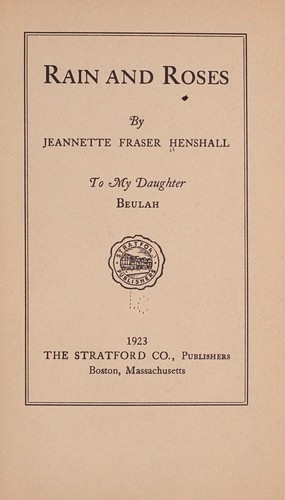 RAIN AND ROSES
By
JEANNETTE FRASER HENSHALL
To My Daughter
BEULAH
STRATFORD
PUBLISHERS
1923
THE STRATFORD CO., PUBLISHERS
Boston, Massachusetts